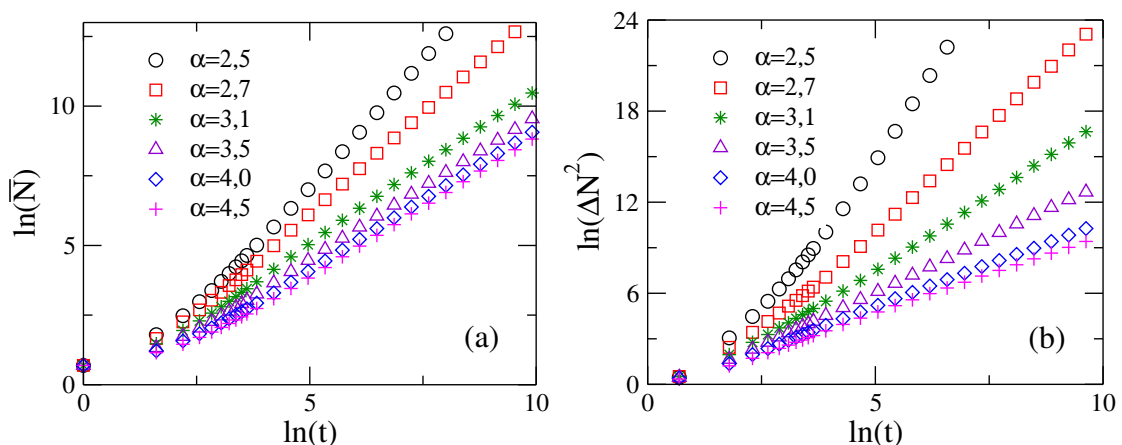 10
5
0
ln(N̅)
α=2,5
α=2,7
α=3,1
α=3,5
α=4,0
α=4,5
(a)
0
5
10
ln(t)
24
18
12
6
0
ln(ΔN²)
α=2,5
α=2,7
α=3,1
α=3,5
α=4,0
α=4,5
(b)
0
5
10
ln(t)